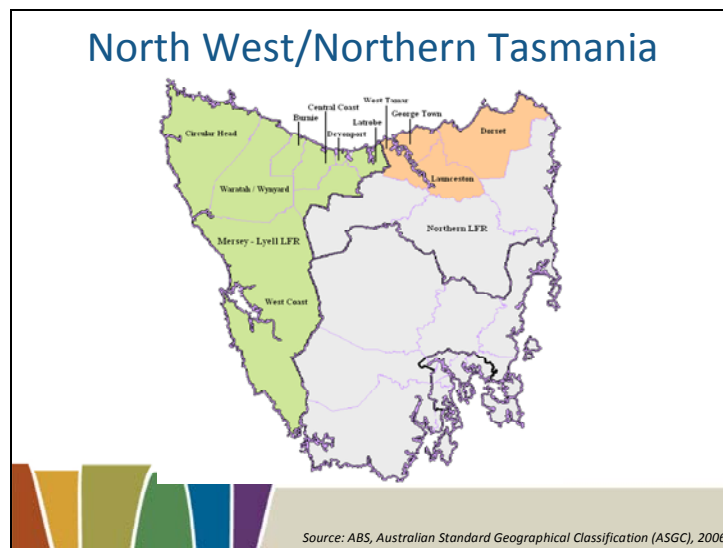 North West/Northern Tasmania
West Tamar
Central Coast
George Town
Burnie
Latrobe
Devonport
Dorset
Circular Head
Launceston
Waratah / Wynyard
Northern LFR
Mersey - Lyell LFR
West Coast
Source: ABS, Australian Standard Geographical Classification (ASGC), 2006